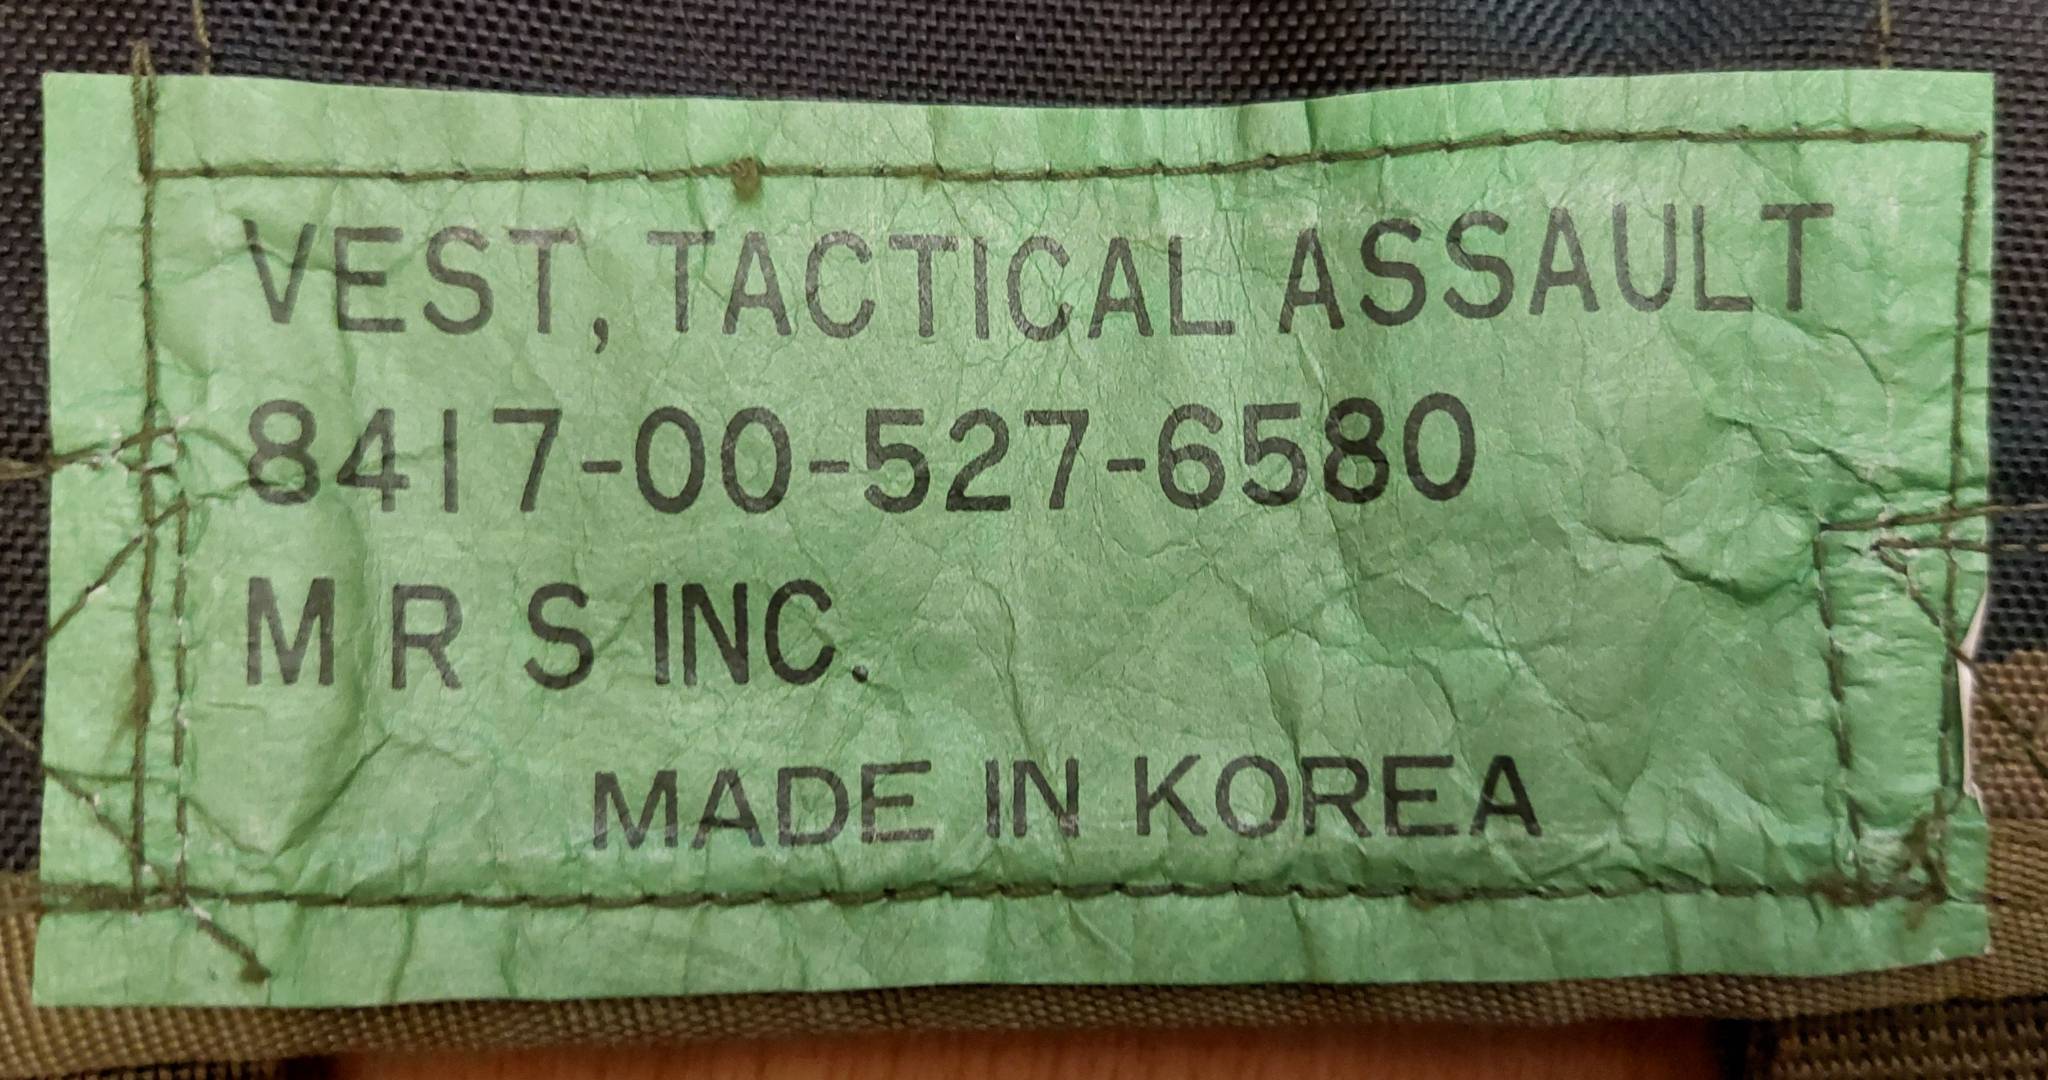 VEST, TACTICAL ASSAULT
8417-00-527-6580
M R S INC.
MADE IN KOREA